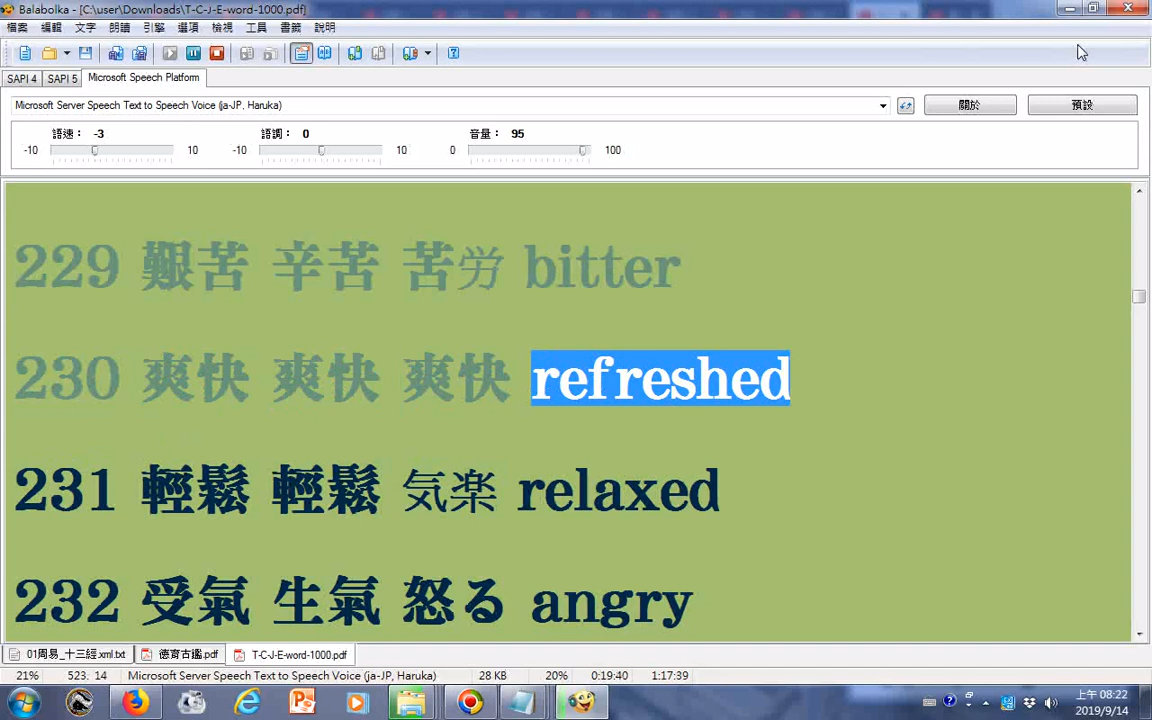 Balabolka - [C:\user\Downloads\T-C-J-E-word-1000.pdf]
檔案 編輯 文字 朗讀 引擎 選項 檢視 工具 書籤 說明
SAPI 4 SAPI 5 Microsoft Speech Platform
Microsoft Server Speech Text to Speech Voice (ja-JP, Haruka) 關於 預設
語速： -3 語調： 0 音量： 95
-10 10 -10 10 0 100
229 艱苦 辛苦 苦労 bitter
230 爽快 爽快 爽快 refreshed
231 輕鬆 輕鬆 気楽 relaxed
232 受氣 生氣 怒る angry
01周易_十三經.xml.txt 德育古鑑.pdf T-C-J-E-word-1000.pdf
21% 523. 14 Microsoft Server Speech Text to Speech Voice (ja-JP, Haruka) 28 KB 20% 0:19:40 1:17:39
上午 08:22
2019/9/14